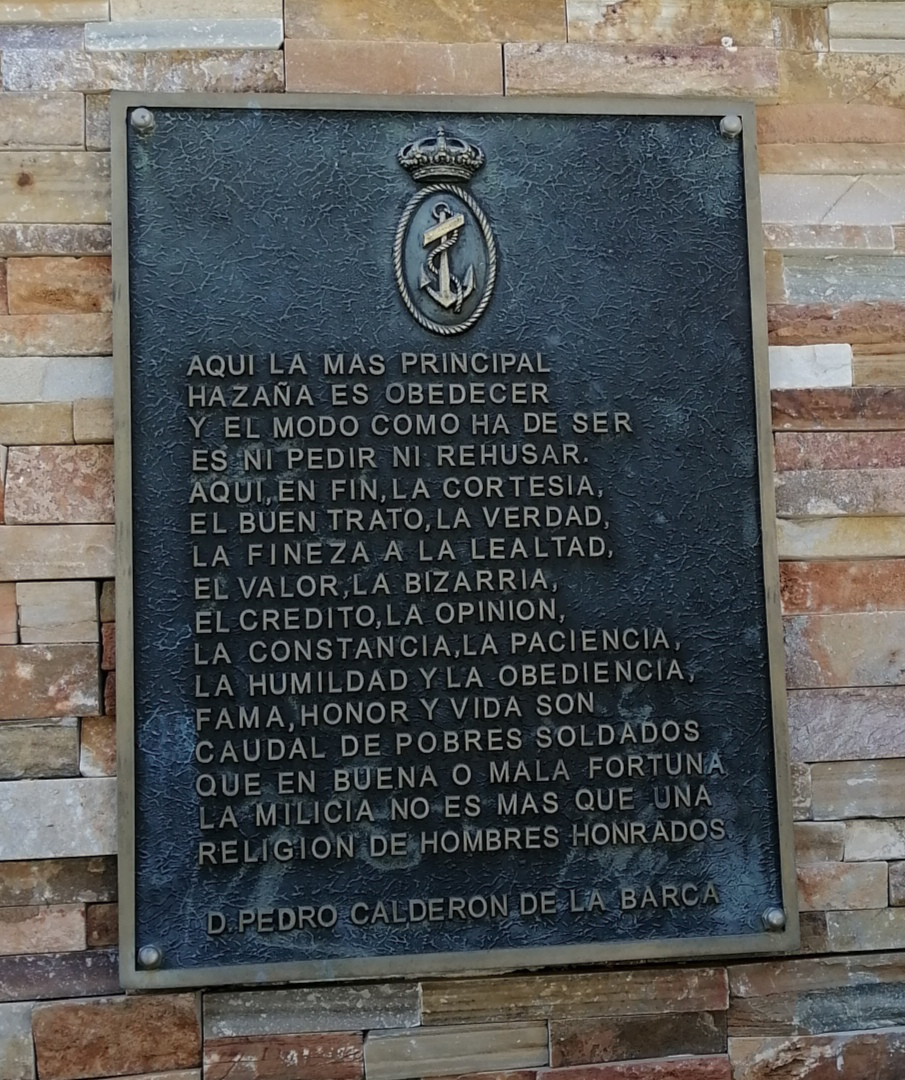 AQUI LA MAS PRINCIPAL
HAZAÑA ES OBEDECER
Y EL MODO COMO HA DE SER
ES NI PEDIR NI REHUSAR.
AQUI, EN FIN, LA CORTESIA,
EL BUEN TRATO, LA VERDAD,
LA FINEZA A LA LEALTAD,
EL VALOR, LA BIZARRIA,
EL CREDITO, LA OPINION,
LA CONSTANCIA, LA PACIENCIA,
LA HUMILDAD Y LA OBEDIENCIA,
FAMA, HONOR Y VIDA SON
CAUDAL DE POBRES SOLDADOS
QUE EN BUENA O MALA FORTUNA
LA MILICIA NO ES MAS QUE UNA
RELIGION DE HOMBRES HONRADOS.
D. PEDRO CALDERON DE LA BARCA